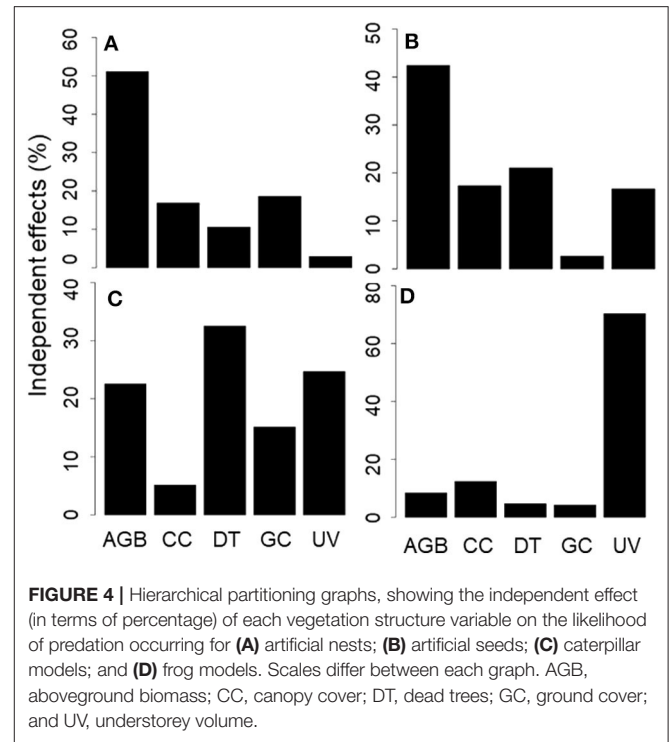 Independent effects (%)
A
60
50
40
30
20
10
0
B
50
40
30
20
10
0
C
40
30
20
10
0
D
80
60
40
20
0
AGB CC DT GC UV
AGB CC DT GC UV
FIGURE 4 | Hierarchical partitioning graphs, showing the independent effect
(in terms of percentage) of each vegetation structure variable on the likelihood
of predation occurring for (A) artificial nests; (B) artificial seeds; (C) caterpillar
models; and (D) frog models. Scales differ between each graph. AGB,
aboveground biomass; CC, canopy cover; DT, dead trees; GC, ground cover;
and UV, understorey volume.